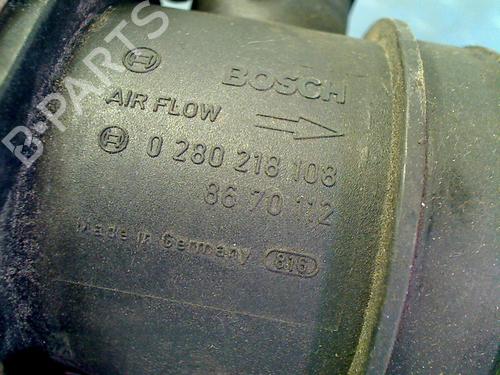 B-PARTS
BOSCH
AIR FLOW
0 280 218 108
86 70 112
Made in Germany 816